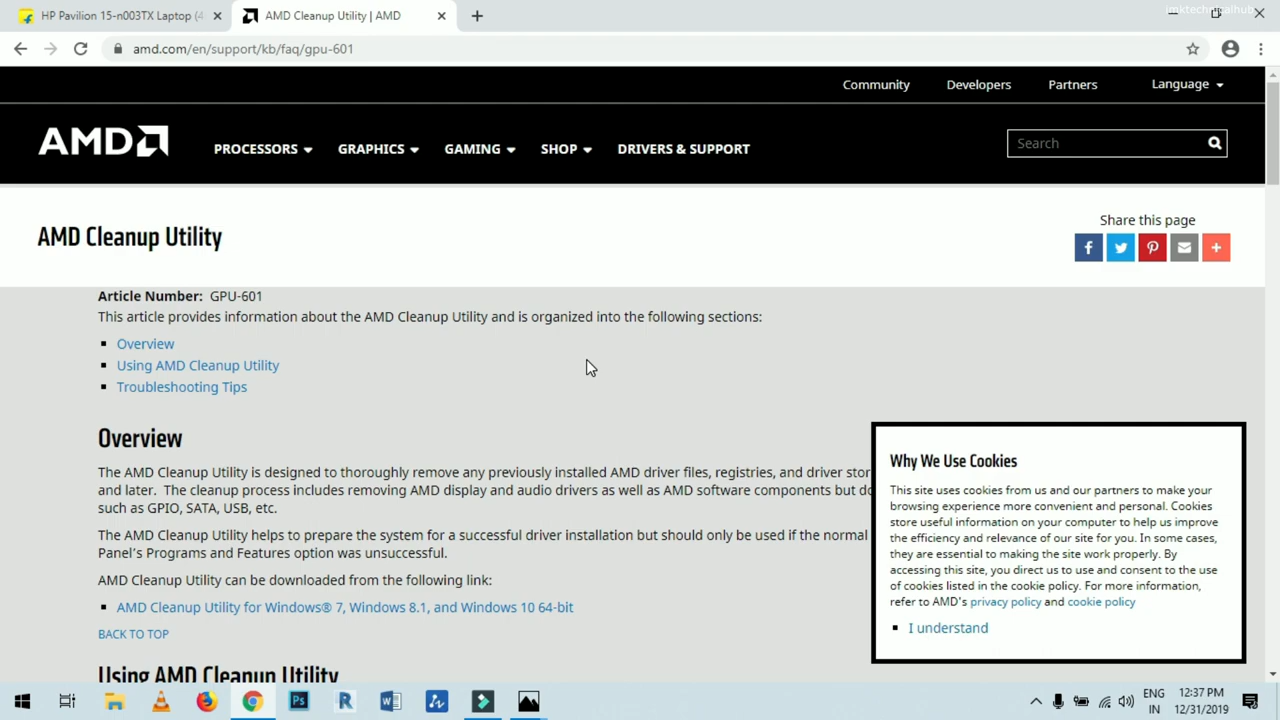 HP Pavilion 15-n003TX Laptop (4
AMD Cleanup Utility | AMD
jmktechnicalhub
amd.com/en/support/kb/faq/gpu-601
Community
Developers
Partners
Language
AMD
PROCESSORS
GRAPHICS
GAMING
SHOP
DRIVERS & SUPPORT
Search
AMD Cleanup Utility
Share this page
Article Number: GPU-601
This article provides information about the AMD Cleanup Utility and is organized into the following sections:
Overview
Using AMD Cleanup Utility
Troubleshooting Tips
Overview
The AMD Cleanup Utility is designed to thoroughly remove any previously installed AMD driver files, registries, and driver stor
and later. The cleanup process includes removing AMD display and audio drivers as well as AMD software components but do
such as GPIO, SATA, USB, etc.
The AMD Cleanup Utility helps to prepare the system for a successful driver installation but should only be used if the normal
Panel's Programs and Features option was unsuccessful.
AMD Cleanup Utility can be downloaded from the following link:
AMD Cleanup Utility for Windows® 7, Windows 8.1, and Windows 10 64-bit
BACK TO TOP
Using AMD Cleanup Utility
Why We Use Cookies
This site uses cookies from us and our partners to make your
browsing experience more convenient and personal. Cookies
store useful information on your computer to help us improve
the efficiency and relevance of our site for you. In some cases,
they are essential to making the site work properly. By
accessing this site, you direct us to use and consent to the use
of cookies listed in the cookie policy. For more information,
refer to AMD's privacy policy and cookie policy
I understand
ENG
IN
12:37 PM
12/31/2019